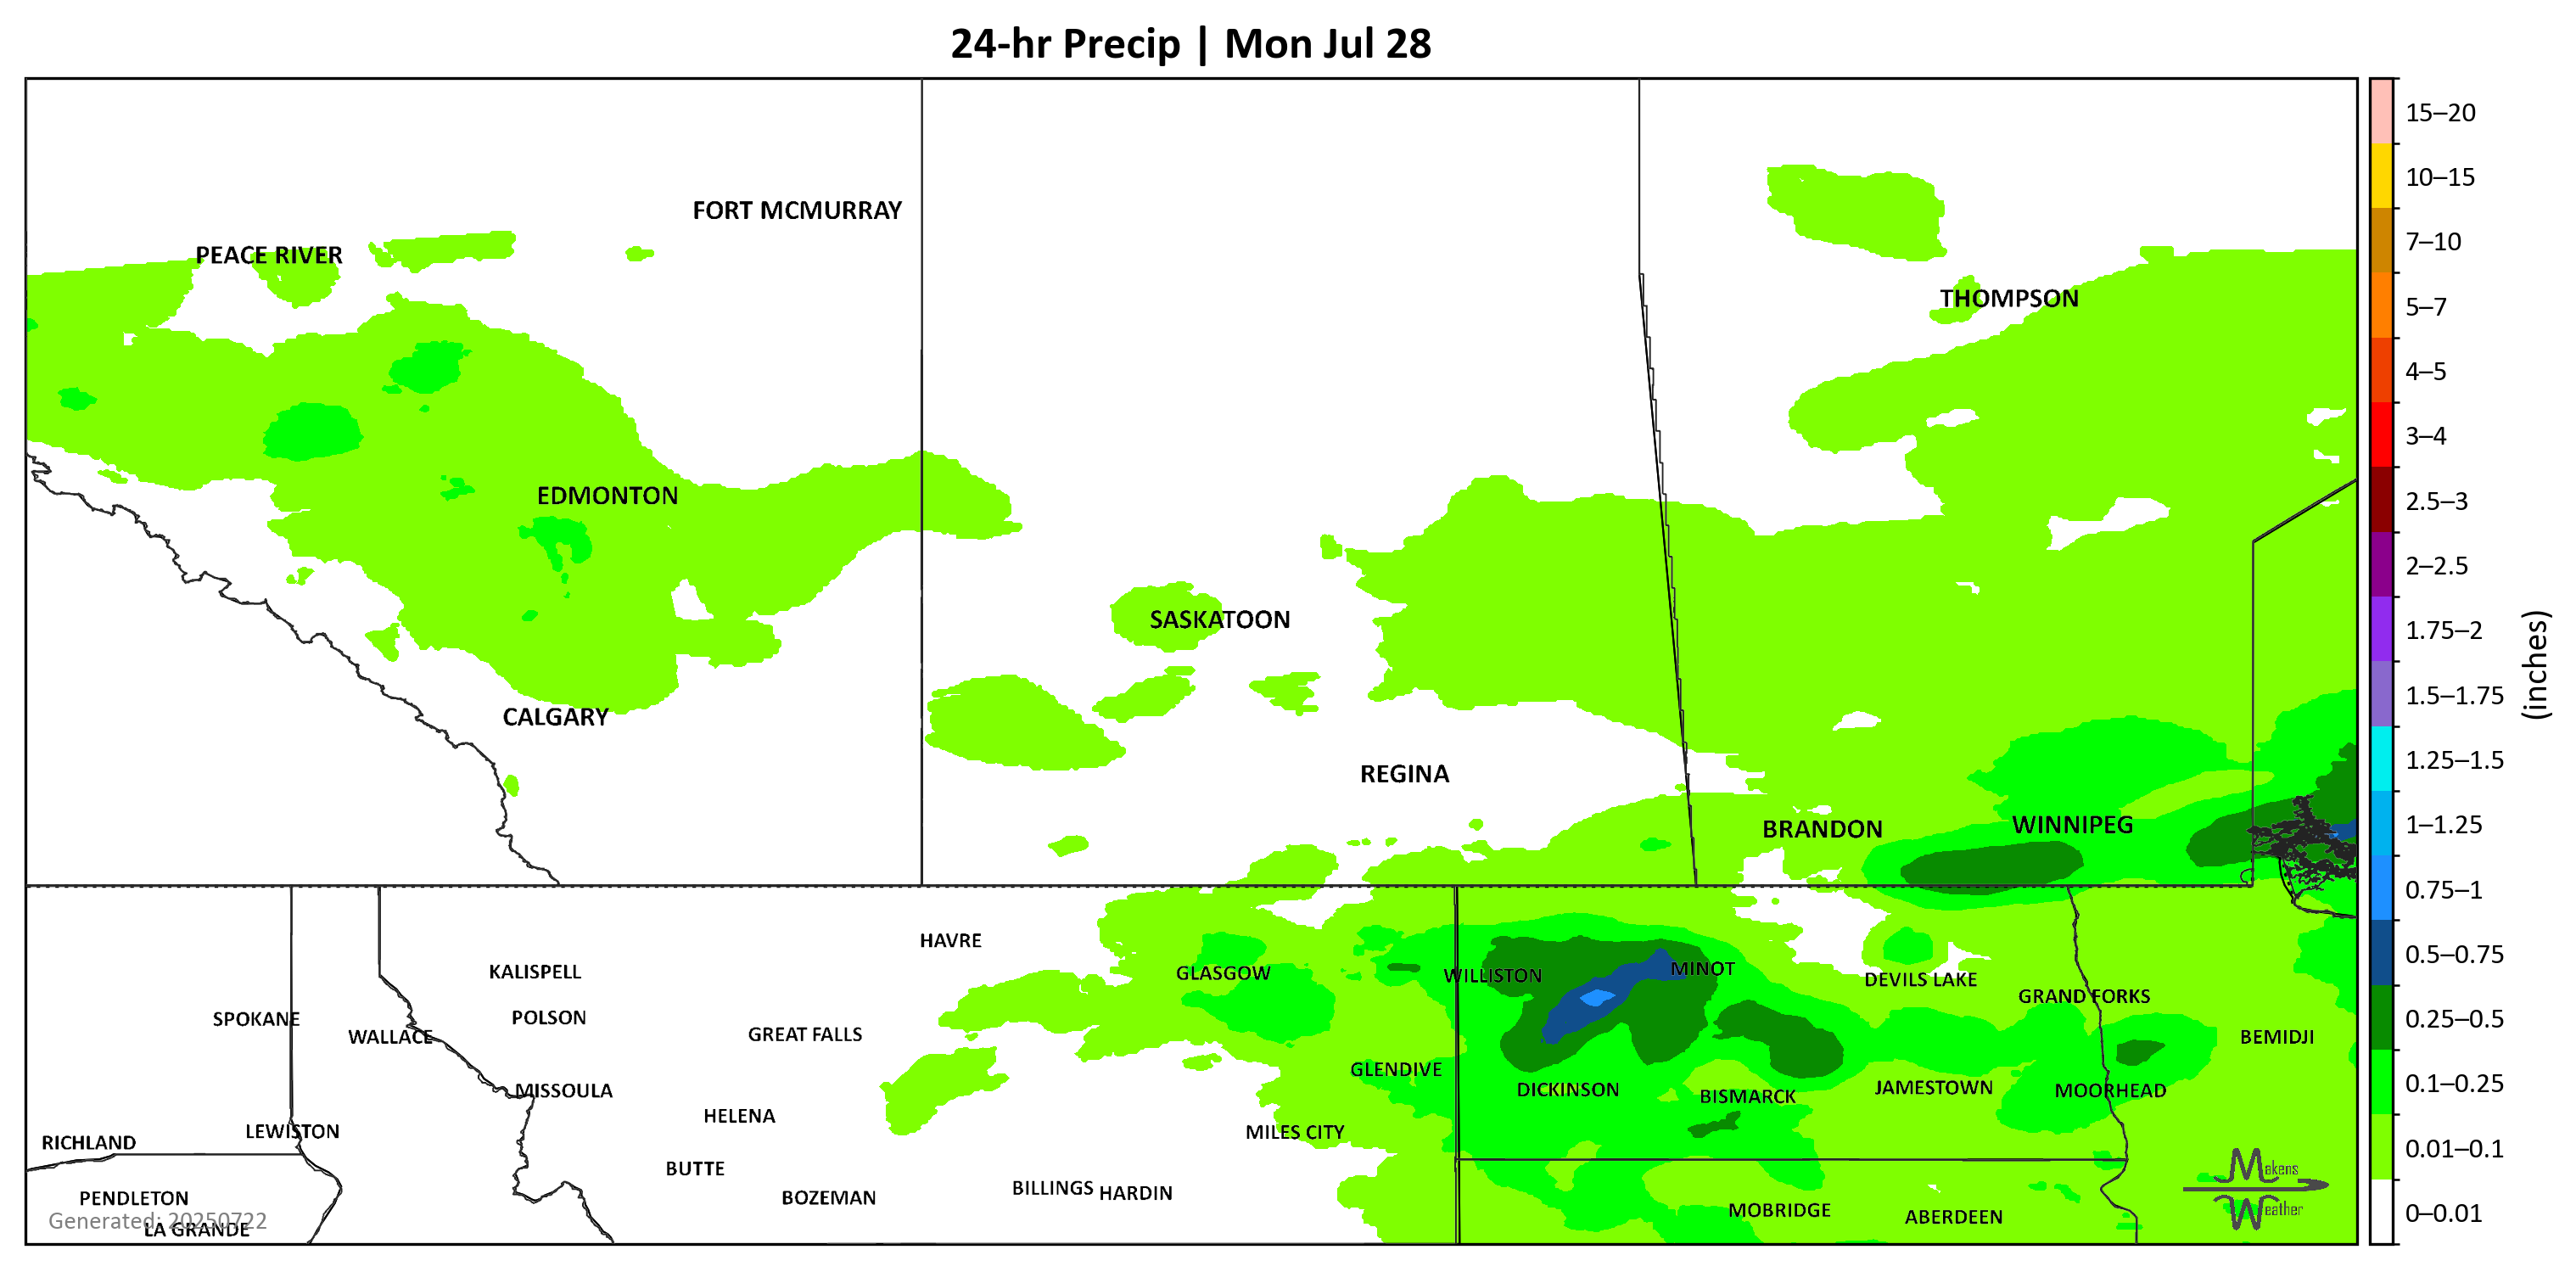 24-hr Precip | Mon Jul 28
15–20
10–15
7–10
5–7
4–5
3–4
2.5–3
2–2.5
1.75–2
1.5–1.75
1.25–1.5
1–1.25
0.75–1
0.5–0.75
0.25–0.5
0.1–0.25
0.01–0.1
0–0.01
(inches)
FORT MCMURRAY
PEACE RIVER
THOMPSON
EDMONTON
SASKATOON
CALGARY
REGINA
BRANDON
WINNIPEG
HAVRE
KALISPELL
GLASGOW
WILLISTON
MINOT
DEVILS LAKE
GRAND FORKS
SPOKANE
POLSON
WALLACE
GREAT FALLS
BEMIDJI
GLENDIVE
MISSOULA
DICKINSON
BISMARCK
JAMESTOWN
MOORHEAD
HELENA
LEWISTON
MILES CITY
RICHLAND
BUTTE
BILLINGS
HARDIN
PENDLETON
BOZEMAN
MOBRIDGE
ABERDEEN
Generated: 20250722
LA GRANDE
Makens
Weather